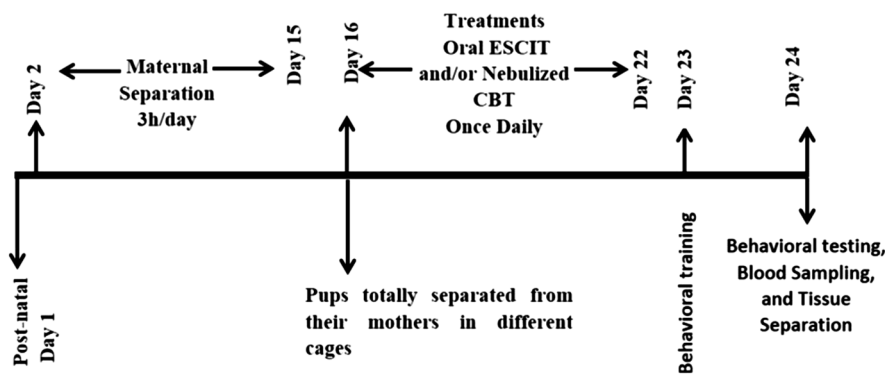 Day 2
Maternal
Separation
3h/day
Day 15
Day 16
Treatments
Oral ESCIT
and/or Nebulized
CBT
Once Daily
Day 22
Day 23
Day 24
Post-natal
Day 1
Pups totally separated from
their mothers in different
cages
Behavioral training
Behavioral testing,
Blood Sampling,
and Tissue
Separation